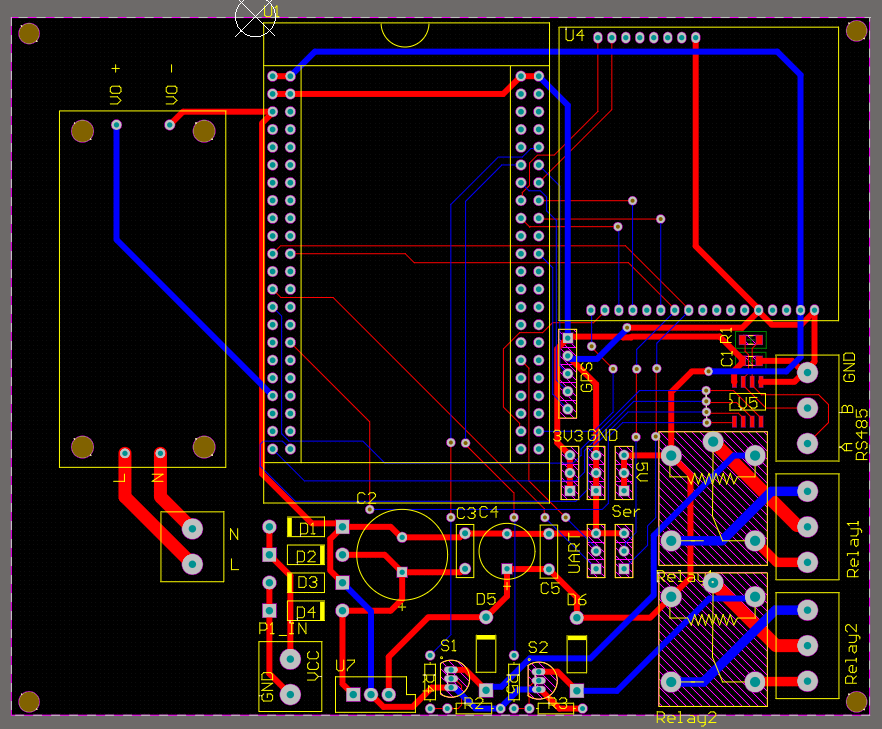 U1
U4
VO +
VO -
R1
C1
GND
GPS
U5
B
A
RS485
3V3
GND
5V
L
N
C2
C3
C4
Ser
D1
N
UART
Relay1
D2
L
D3
C5
Relay1
D4
D5
D6
P1_IN
VCC
GND
U7
S1
S2
R4
R5
R2
R3
Relay2
Relay2